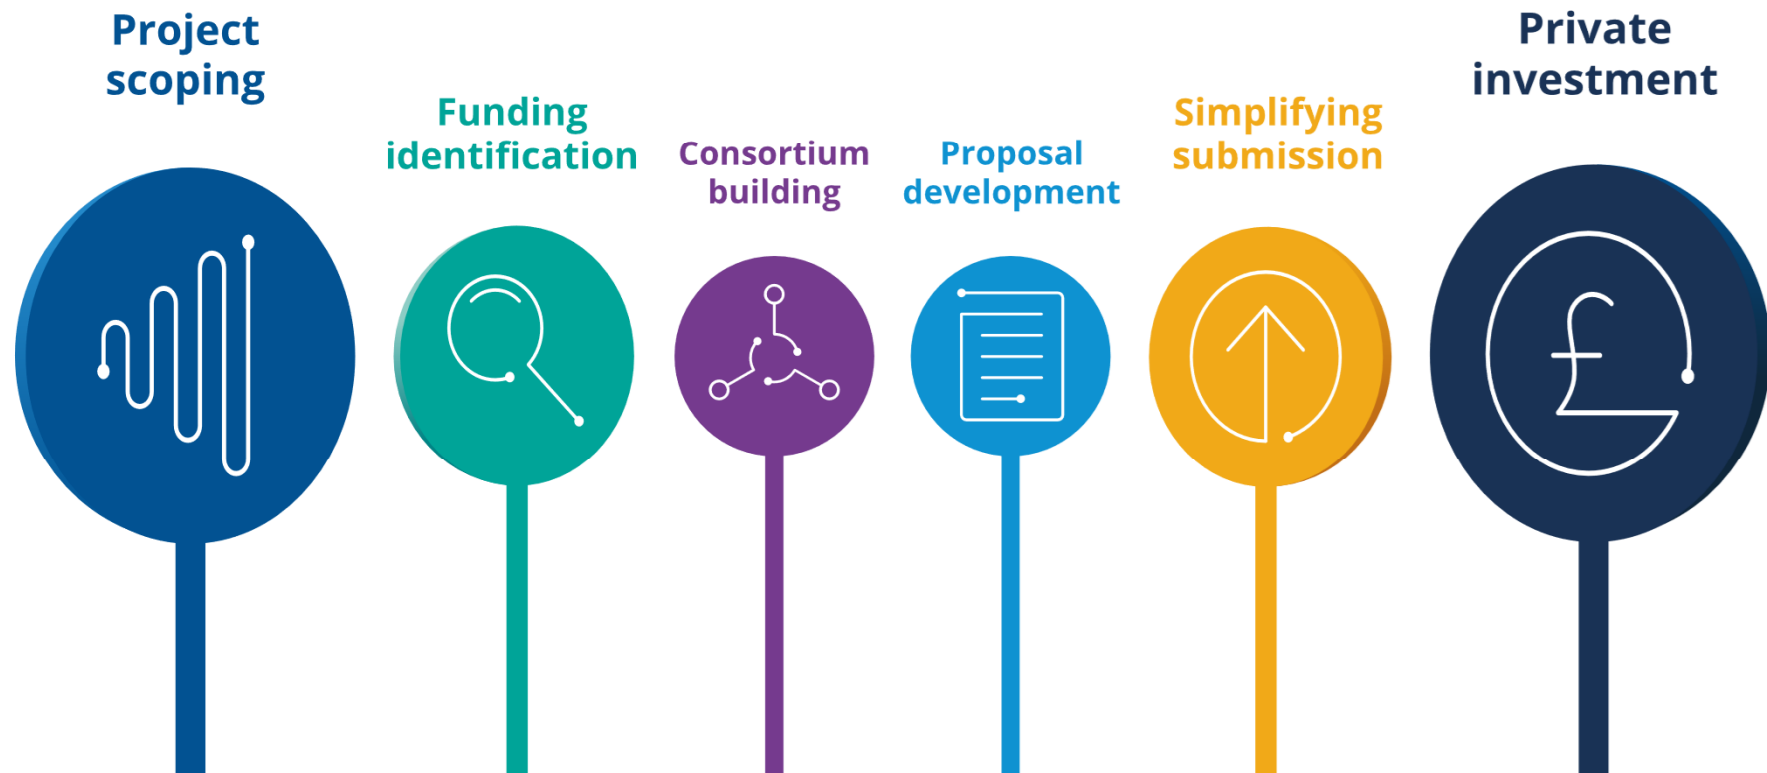 Project
scoping
Funding
identification
Consortium
building
Proposal
development
Simplifying
submission
Private
investment
£